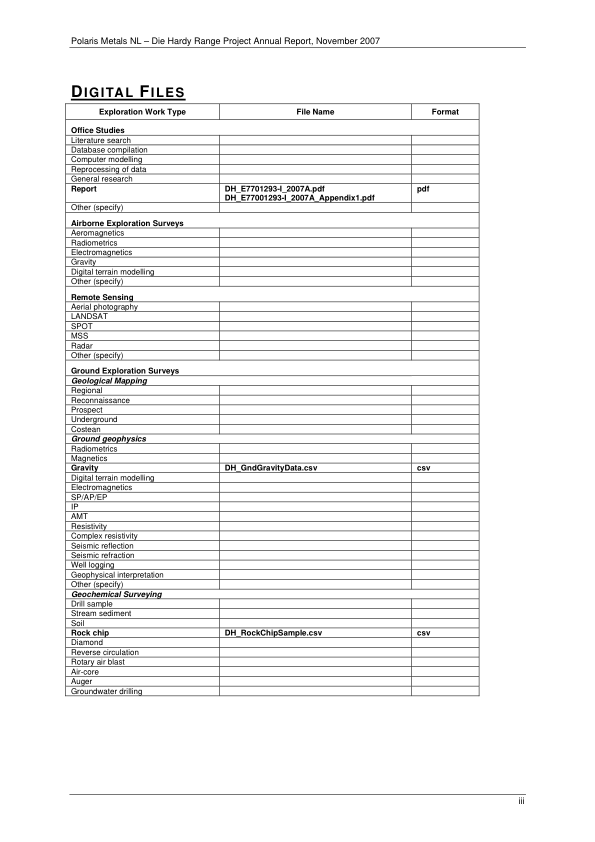 Polaris Metals NL – Die Hardy Range Project Annual Report, November 2007
DIGITAL FILES
Exploration Work Type File Name Format
Office Studies
Literature search
Database compilation
Computer modelling
Reprocessing of data
General research
Report DH_E7701293-I_2007A.pdf pdf
DH_E77001293-I_2007A_Appendix1.pdf
Other (specify)
Airborne Exploration Surveys
Aeromagnetics
Radiometrics
Electromagnetics
Gravity
Digital terrain modelling
Other (specify)
Remote Sensing
Aerial photography
LANDSAT
SPOT
MSS
Radar
Other (specify)
Ground Exploration Surveys
Geological Mapping
Regional
Reconnaissance
Prospect
Underground
Costean
Ground geophysics
Radiometrics
Magnetics
Gravity DH_GndGravityData.csv csv
Digital terrain modelling
Electromagnetics
SP/AP/EP
IP
AMT
Resistivity
Complex resistivity
Seismic reflection
Seismic refraction
Well logging
Geophysical interpretation
Other (specify)
Geochemical Surveying
Drill sample
Stream sediment
Soil
Rock chip DH_RockChipSample.csv csv
Diamond
Reverse circulation
Rotary air blast
Air-core
Auger
Groundwater drilling
iii